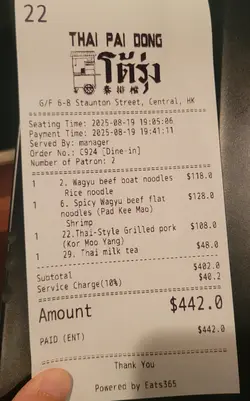 22
THAI PAI DONG
โต้รุ่ง
泰排檔
G/F 6-8 Staunton Street, Central, HK
Seating Time: 2025-08-19 19:05:06
Payment Time: 2025-08-19 19:41:11
Served By: manager
Order No.: C924 [Dine-in]
Number of Patron: 2
1 2. Wagyu beef boat noodles $118.0
Rice noodle
1 6. Spicy Wagyu beef flat $128.0
noodles (Pad Kee Mao)
Shrimp
1 22.Thai-Style Grilled pork $108.0
(Kor Moo Yang)
1 29. Thai milk tea $48.0
Subtotal $402.0
Service Charge(10%) $40.2
Amount $442.0
PAID (ENT) $442.0
Thank You
Powered by Eats365